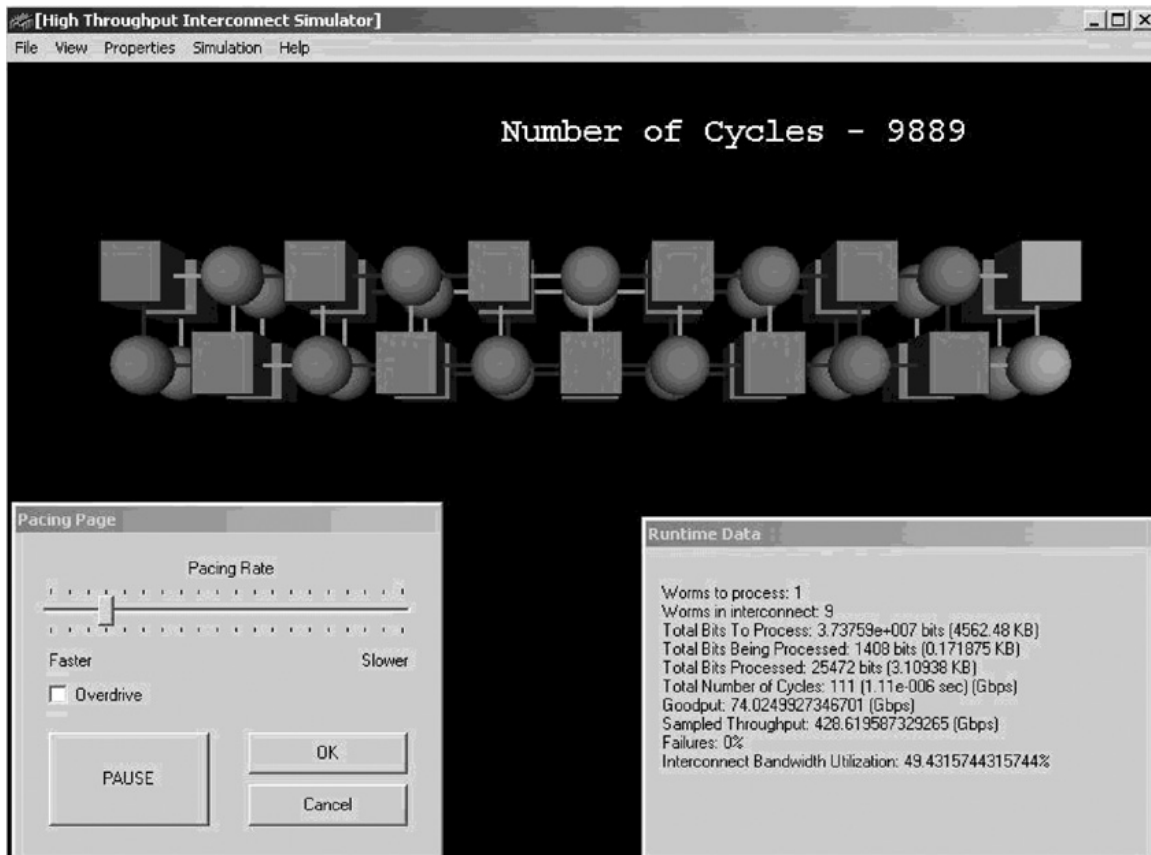 [High Throughput Interconnect Simulator]
File View Properties Simulation Help
Number of Cycles - 9889
Pacing Page
Pacing Rate
Faster Slower
Overdrive
PAUSE
OK
Cancel
Runtime Data
Worms to process: 1
Worms in interconnect: 9
Total Bits To Process: 3.73759e+007 bits (4562.48 KB)
Total Bits Being Processed: 1408 bits (0.171875 KB)
Total Bits Processed: 25472 bits (3.10938 KB)
Total Number of Cycles: 111 (1.11e-006 sec) (Gbps)
Goodput: 74.0249927346701 (Gbps)
Sampled Throughput: 428.619587329265 (Gbps)
Failures: 0%
Interconnect Bandwidth Utilization: 49.4315744315744%